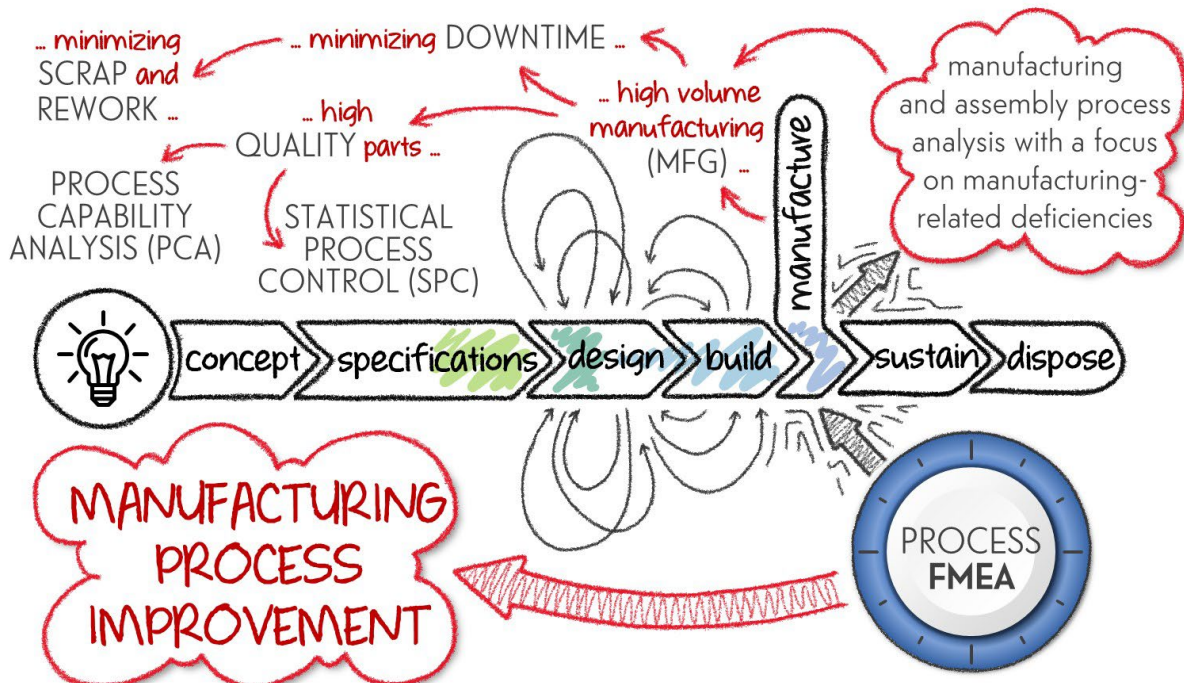 ... minimizing
SCRAP and
REWORK ...
... minimizing DOWNTIME ...
... high
QUALITY parts ...
... high volume
manufacturing
(MFG) ...
manufacturing
and assembly process
analysis with a focus
on manufacturing-
related deficiencies
PROCESS
CAPABILITY
ANALYSIS (PCA)
STATISTICAL
PROCESS
CONTROL (SPC)
manufacture
concept
specifications
design
build
sustain
dispose
MANUFACTURING
PROCESS
IMPROVEMENT
PROCESS
FMEA